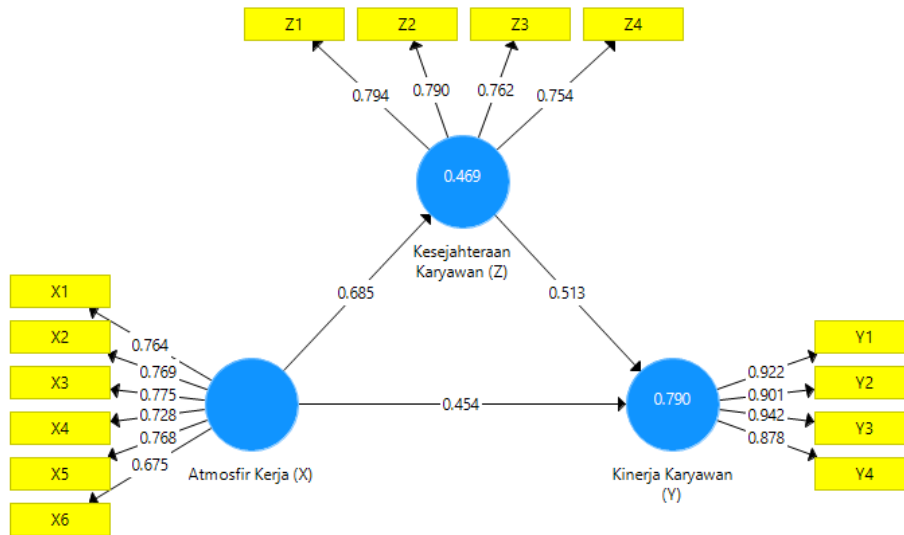 Z1
Z2
Z3
Z4
0.794
0.790
0.762
0.754
0.469
Kesejahteraan
Karyawan (Z)
0.685
0.513
X1
X2
X3
X4
X5
X6
0.764
0.769
0.775
0.728
0.768
0.675
Atmosfir Kerja (X)
0.454
0.790
Kinerja Karyawan
(Y)
0.922
0.901
0.942
0.878
Y1
Y2
Y3
Y4